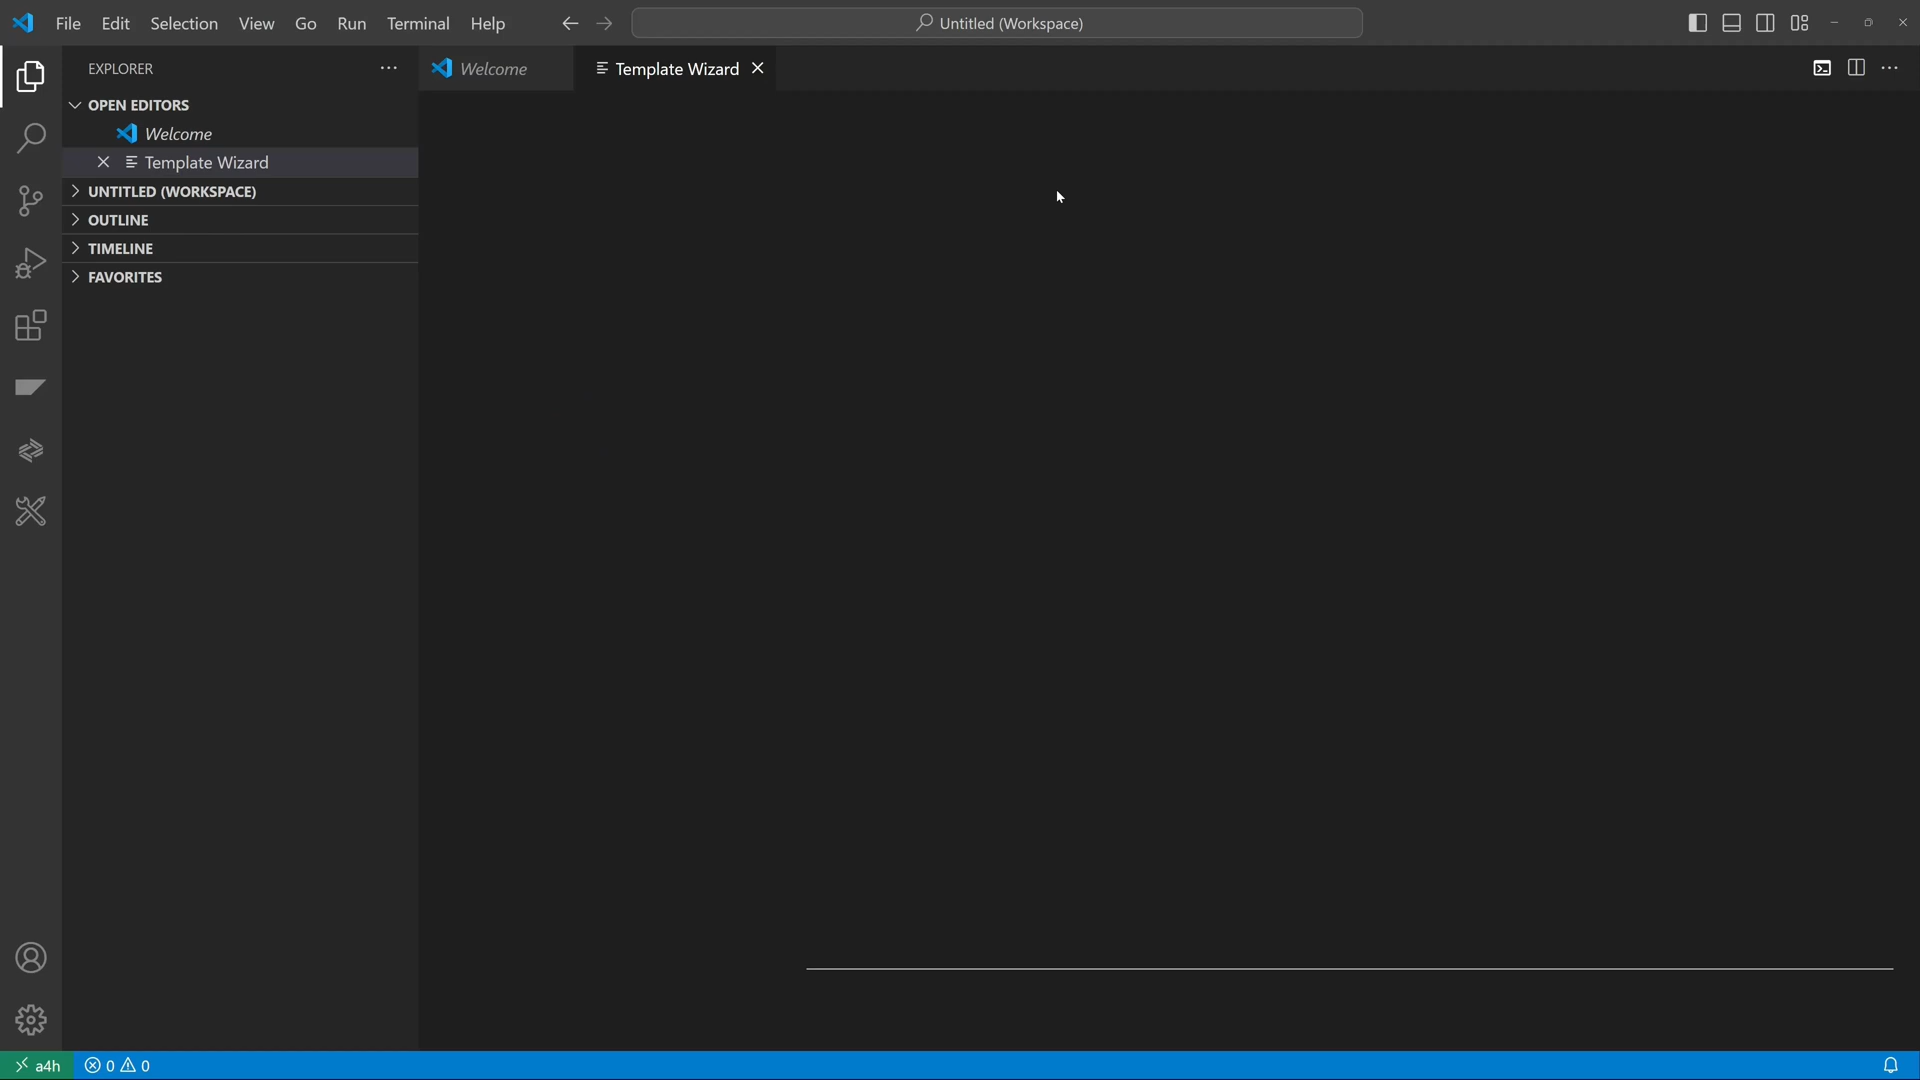 File Edit Selection View Go Run Terminal Help
Untitled (Workspace)
EXPLORER
OPEN EDITORS
Welcome
Template Wizard
UNTITLED (WORKSPACE)
OUTLINE
TIMELINE
FAVORITES
Welcome
Template Wizard
a4h
0
0